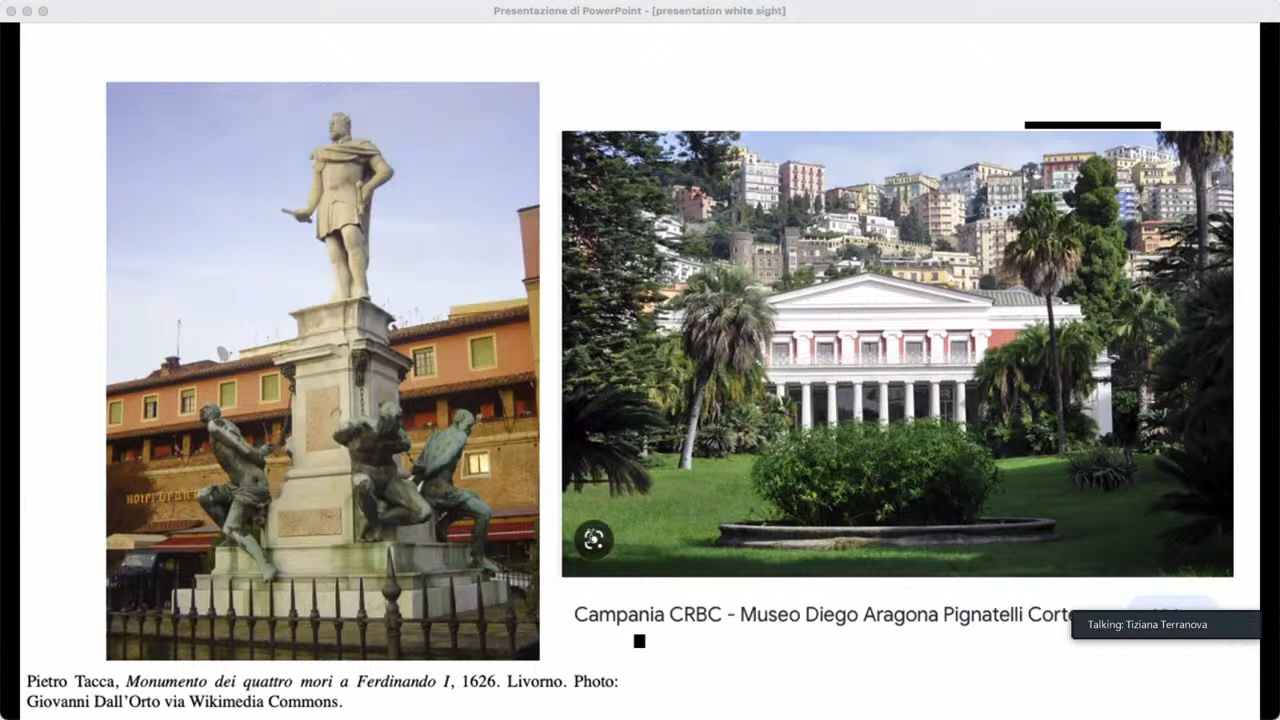 Presentazione di PowerPoint - [presentation white sight]
Campania CRBC - Museo Diego Aragona Pignatelli Corte
Talking: Tiziana Terranova
Pietro Tacca, Monumento dei quattro mori a Ferdinando I, 1626. Livorno. Photo:
Giovanni Dall'Orto via Wikimedia Commons.